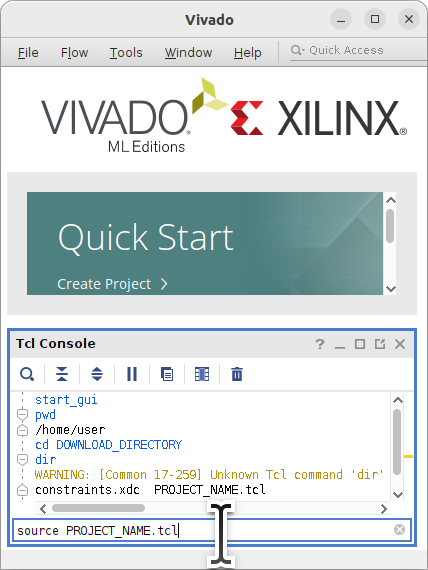 Vivado
File Flow Tools Window Help Quick Access
VIVADO. XILINX®
ML Editions
Quick Start
Create Project
Tcl Console
start_gui
pwd
/home/user
cd DOWNLOAD_DIRECTORY
dir
WARNING: [Common 17-259] Unknown Tcl command 'dir'
constraints.xdc PROJECT_NAME.tcl
source PROJECT_NAME.tcl